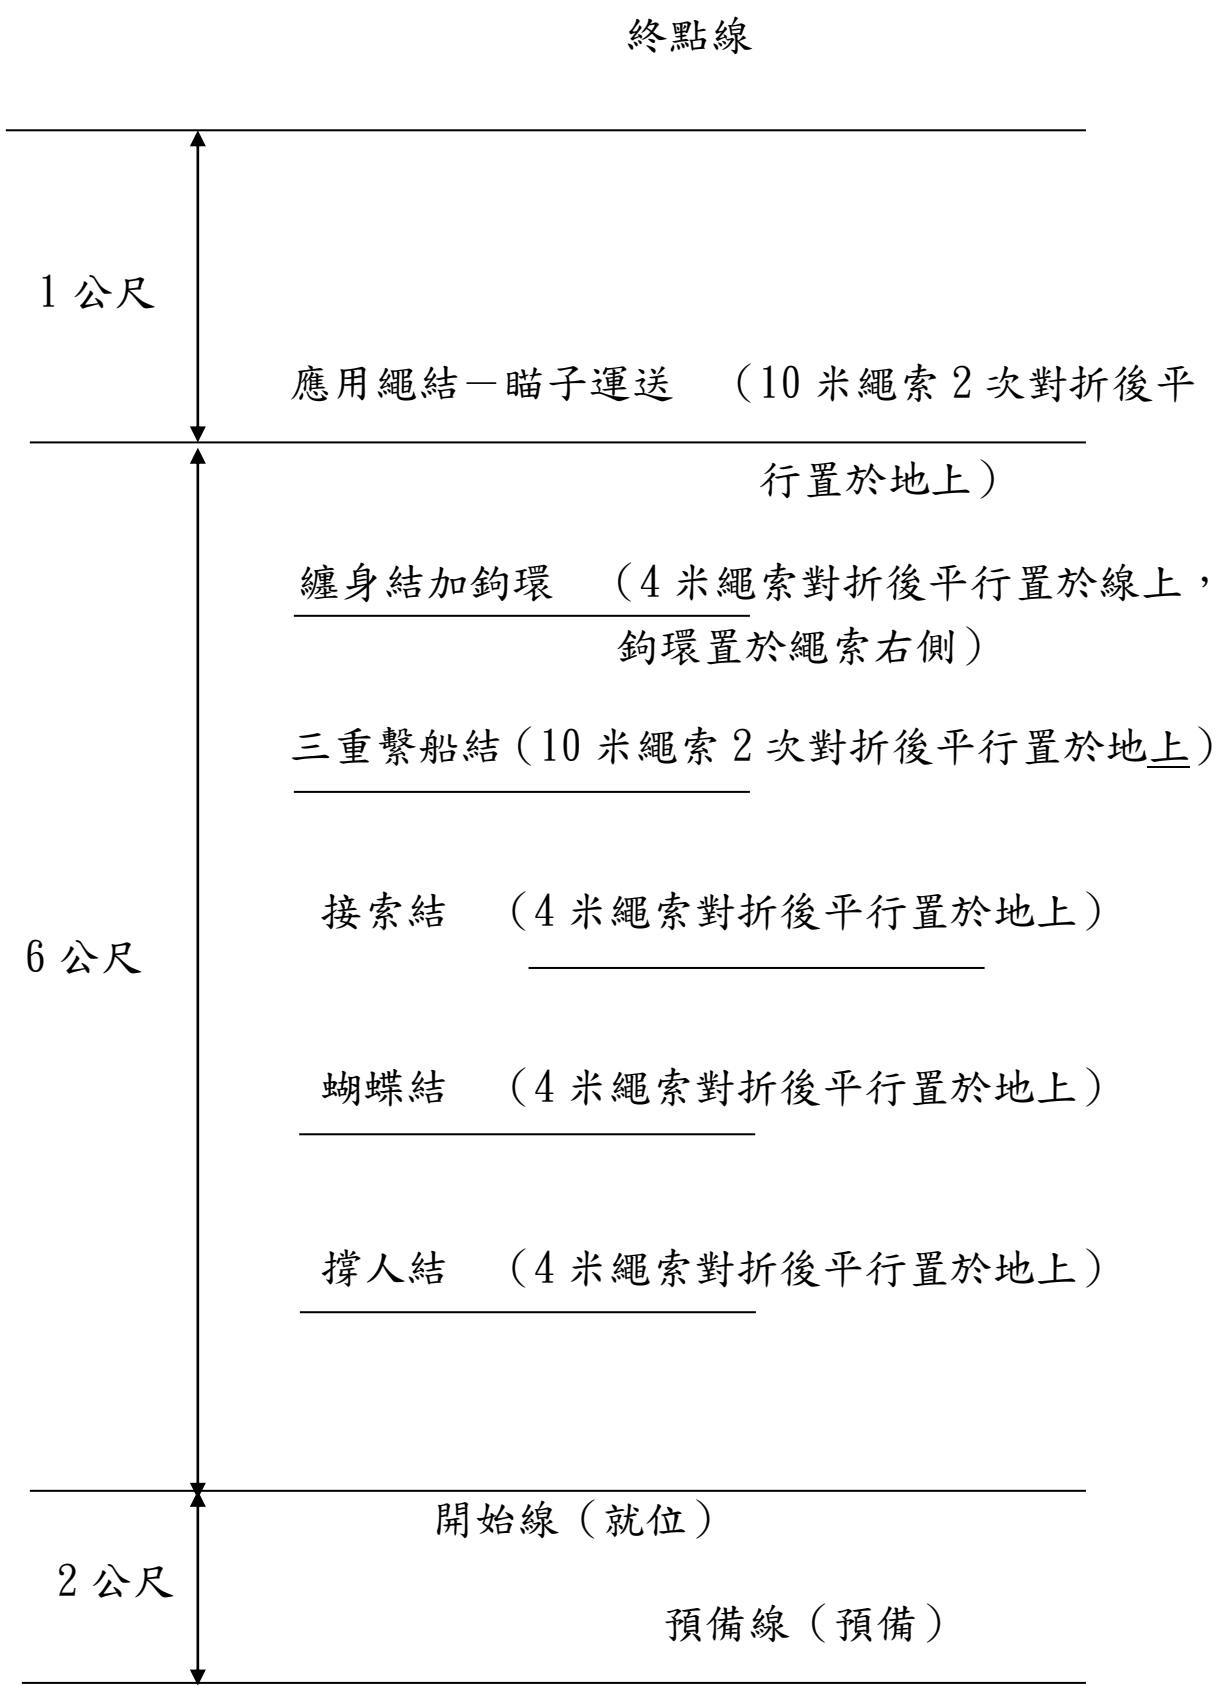 終點線
1 公尺
應用繩結－瞄子運送 （10 米繩索 2 次對折後平
行置於地上）
纏身結加鉤環 （4 米繩索對折後平行置於線上，
鉤環置於繩索右側）
三重繫船結（10 米繩索 2 次對折後平行置於地上）
接索結 （4 米繩索對折後平行置於地上）
6 公尺
蝴蝶結 （4 米繩索對折後平行置於地上）
撐人結 （4 米繩索對折後平行置於地上）
開始線（就位）
2 公尺
預備線（預備）